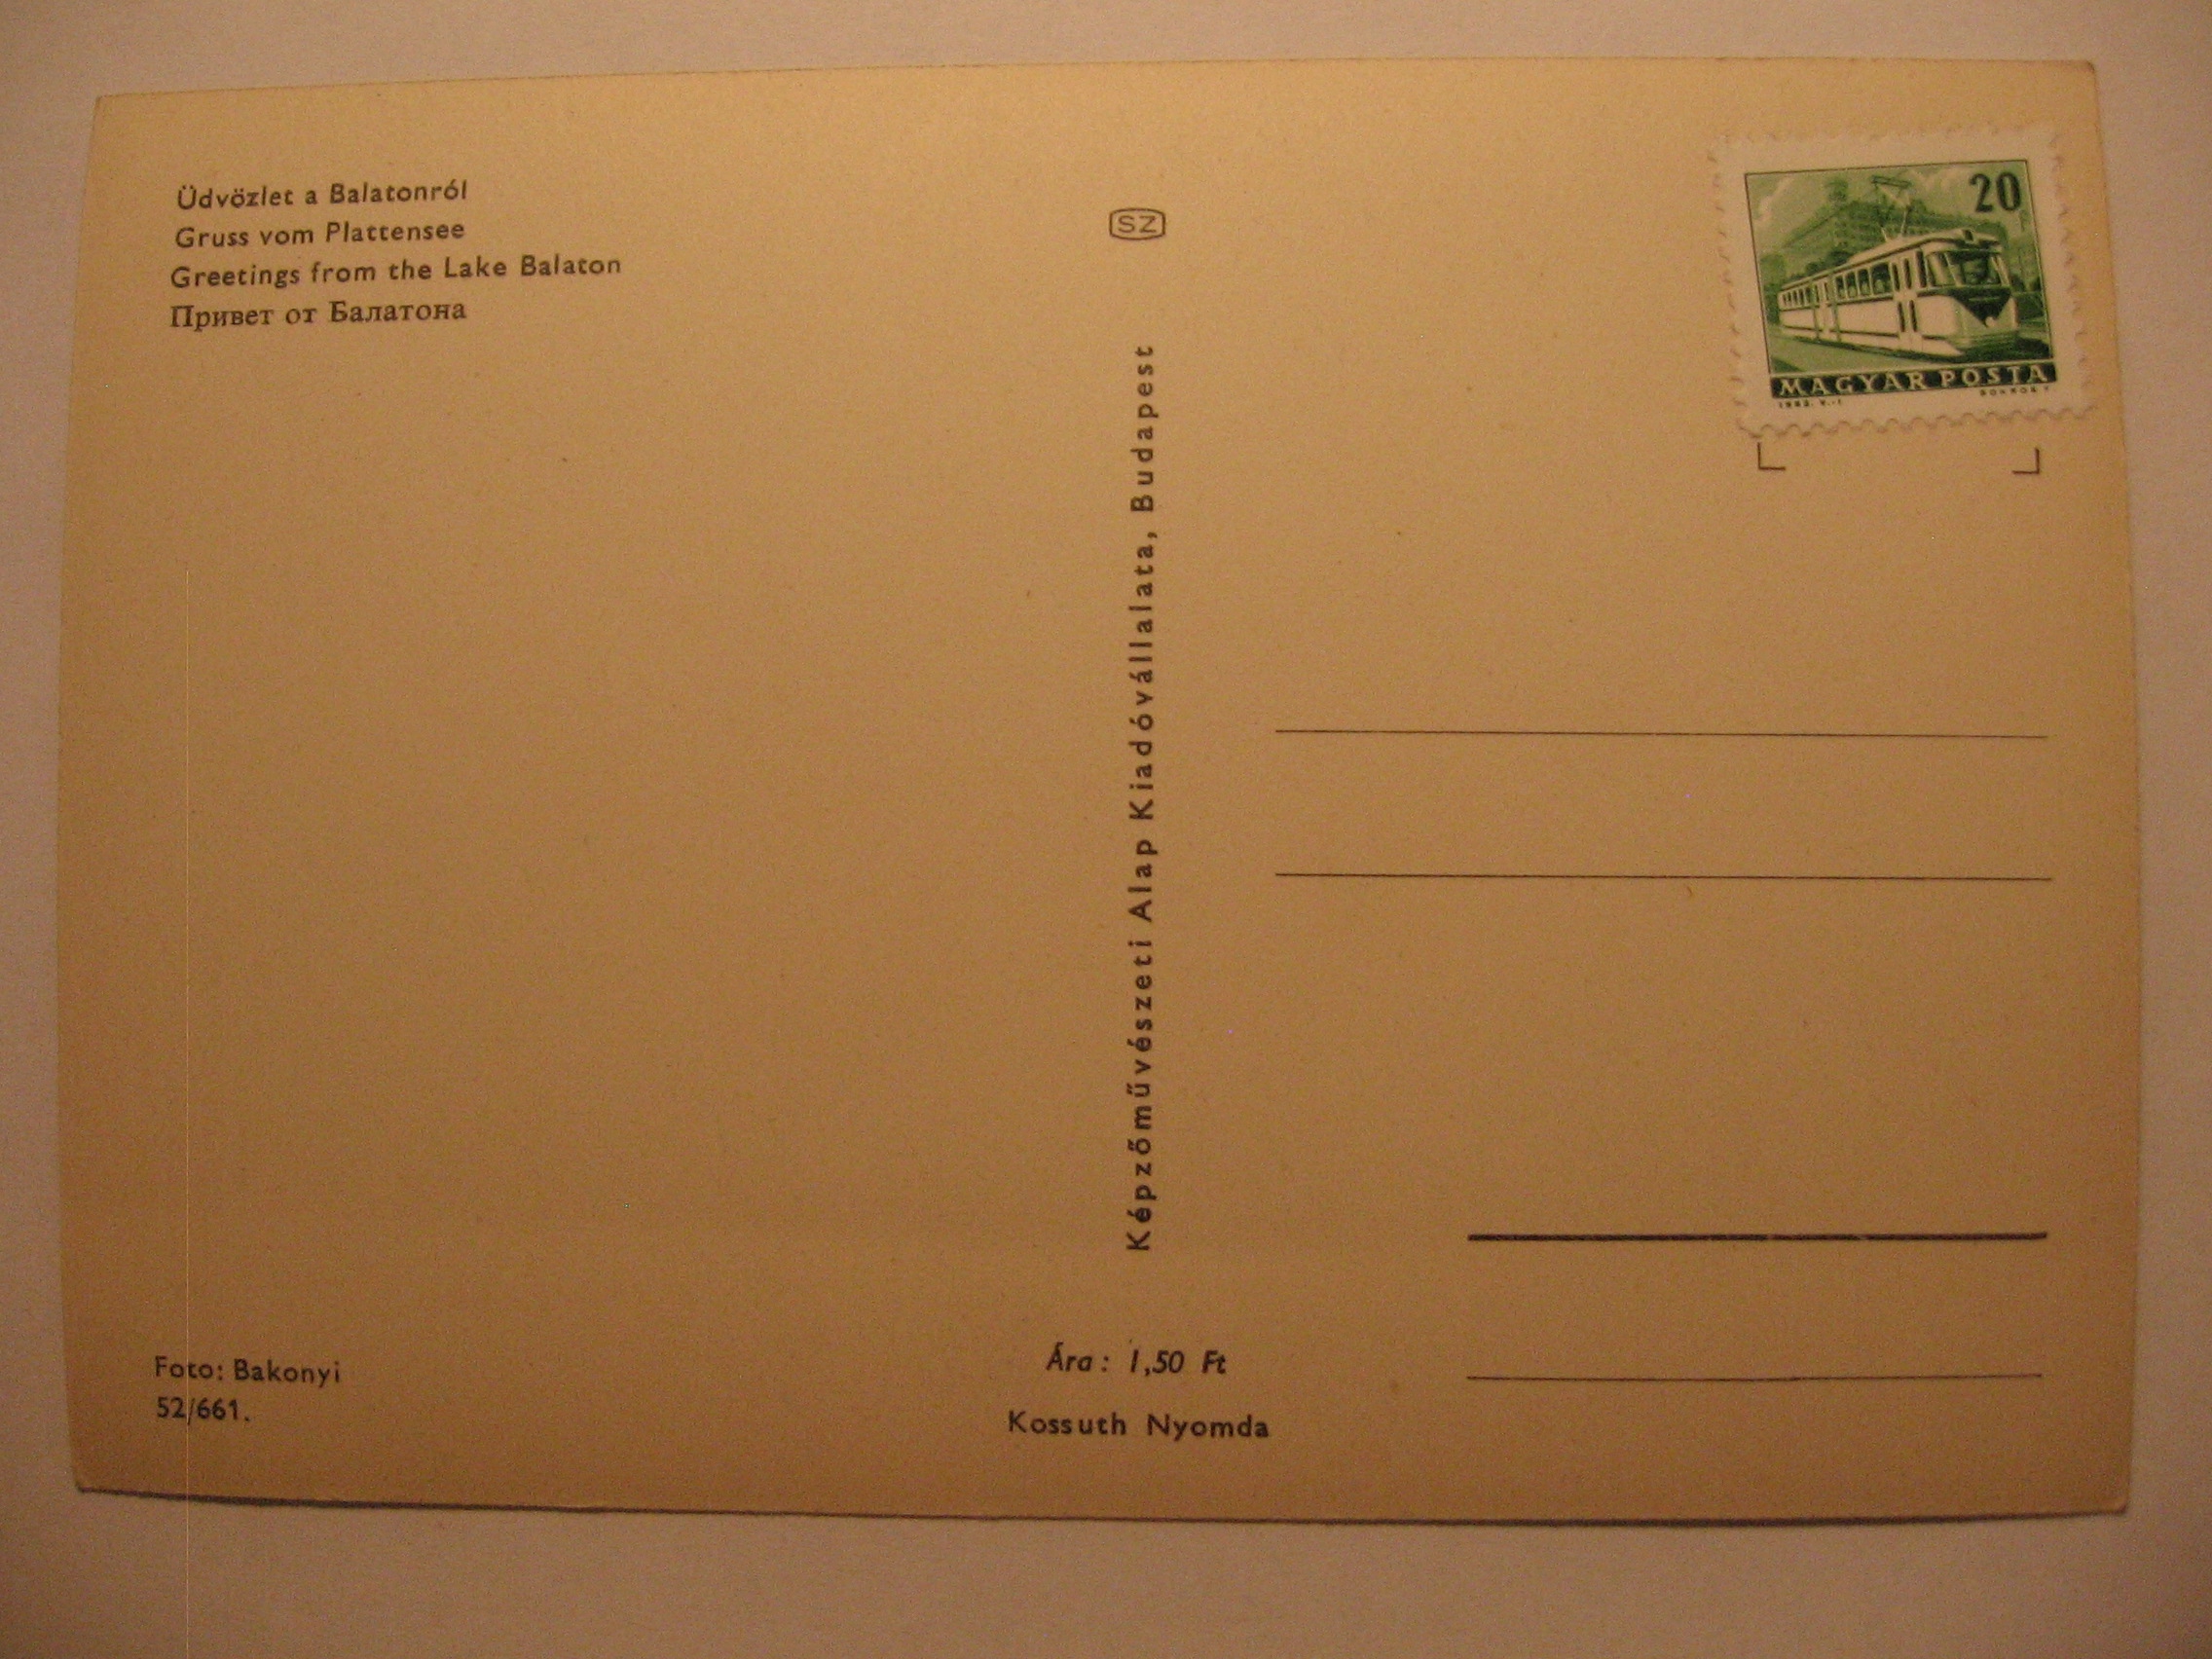 Üdvözlet a Balatonról
Gruss vom Plattensee
Greetings from the Lake Balaton
Привет от Балатона
SZ
20
MAGYAR POSTA
Képzőművészeti Alap Kiadóvállalata, Budapest
Foto: Bakonyi
52/661.
Ára: 1,50 Ft
Kossuth Nyomda